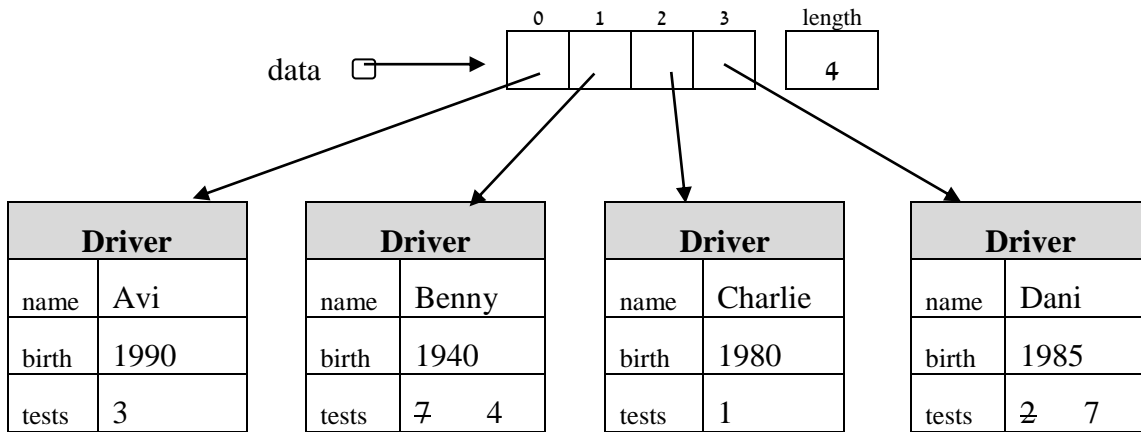 0 1 2 3 length
data 4
Driver Driver Driver Driver
name Avi name Benny name Charlie name Dani
birth 1990 birth 1940 birth 1980 birth 1985
tests 3 tests 7 4 tests 1 tests 2 7